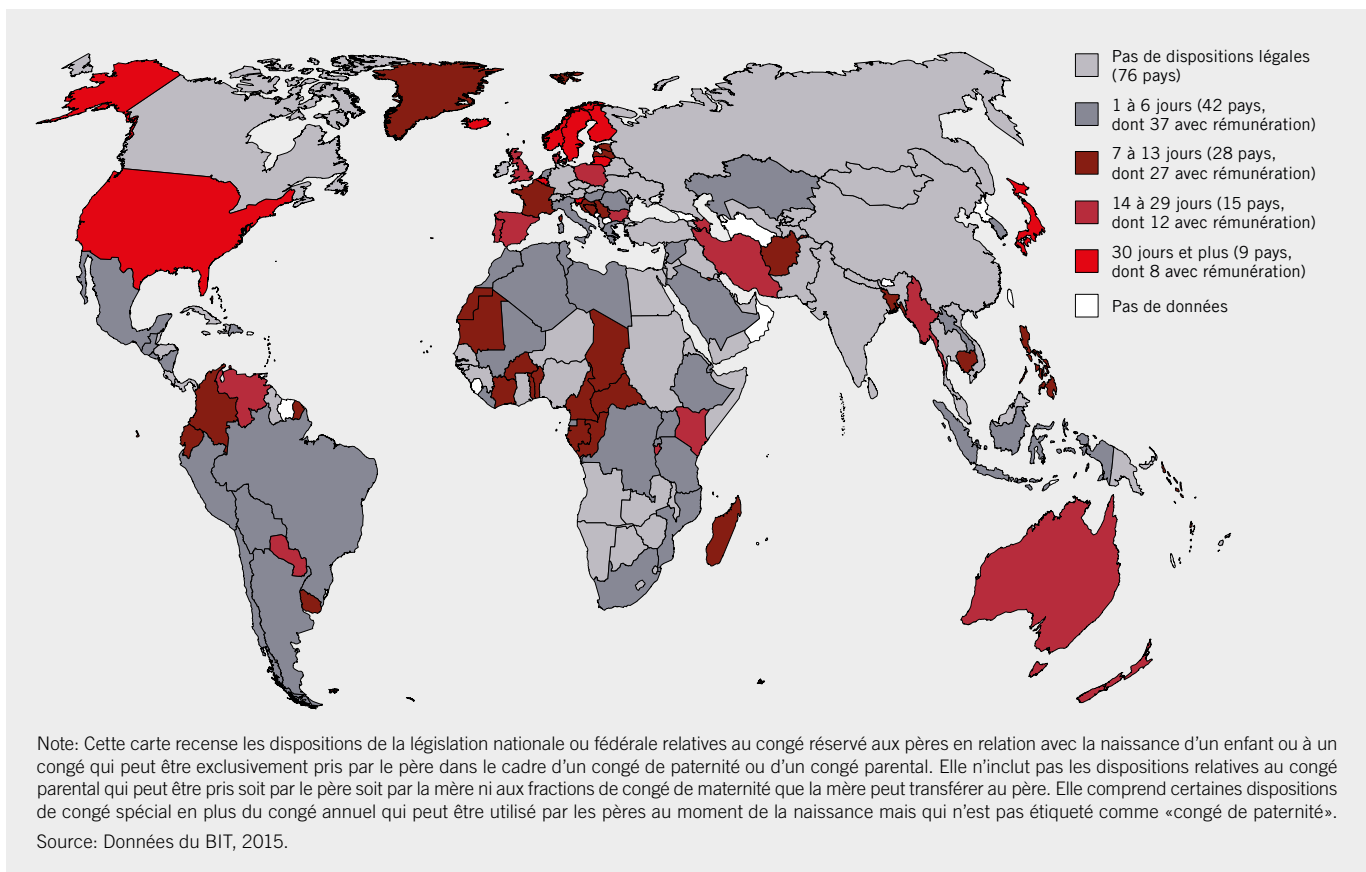 Pas de dispositions légales
(76 pays)
1 à 6 jours (42 pays,
dont 37 avec rémunération)
7 à 13 jours (28 pays,
dont 27 avec rémunération)
14 à 29 jours (15 pays,
dont 12 avec rémunération)
30 jours et plus (9 pays,
dont 8 avec rémunération)
Pas de données
Note: Cette carte recense les dispositions de la législation nationale ou fédérale relatives au congé réservé aux pères en relation avec la naissance d’un enfant ou à un
congé qui peut être exclusivement pris par le père dans le cadre d’un congé de paternité ou d’un congé parental. Elle n’inclut pas les dispositions relatives au congé
parental qui peut être pris soit par le père soit par la mère ni aux fractions de congé de maternité que la mère peut transférer au père. Elle comprend certaines dispositions
de congé spécial en plus du congé annuel qui peut être utilisé par les pères au moment de la naissance mais qui n’est pas étiqueté comme «congé de paternité».
Source: Données du BIT, 2015.